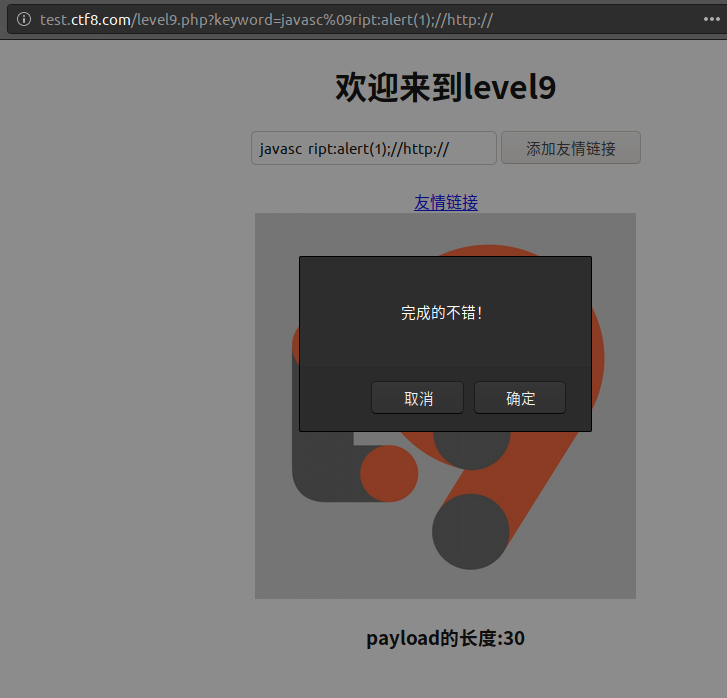 test.ctf8.com/level9.php?keyword=javasc%09ript:alert(1);//http://
欢迎来到level9
javasc ript:alert(1);//http://
添加友情链接
友情链接
完成的不错!
取消
确定
payload的长度:30